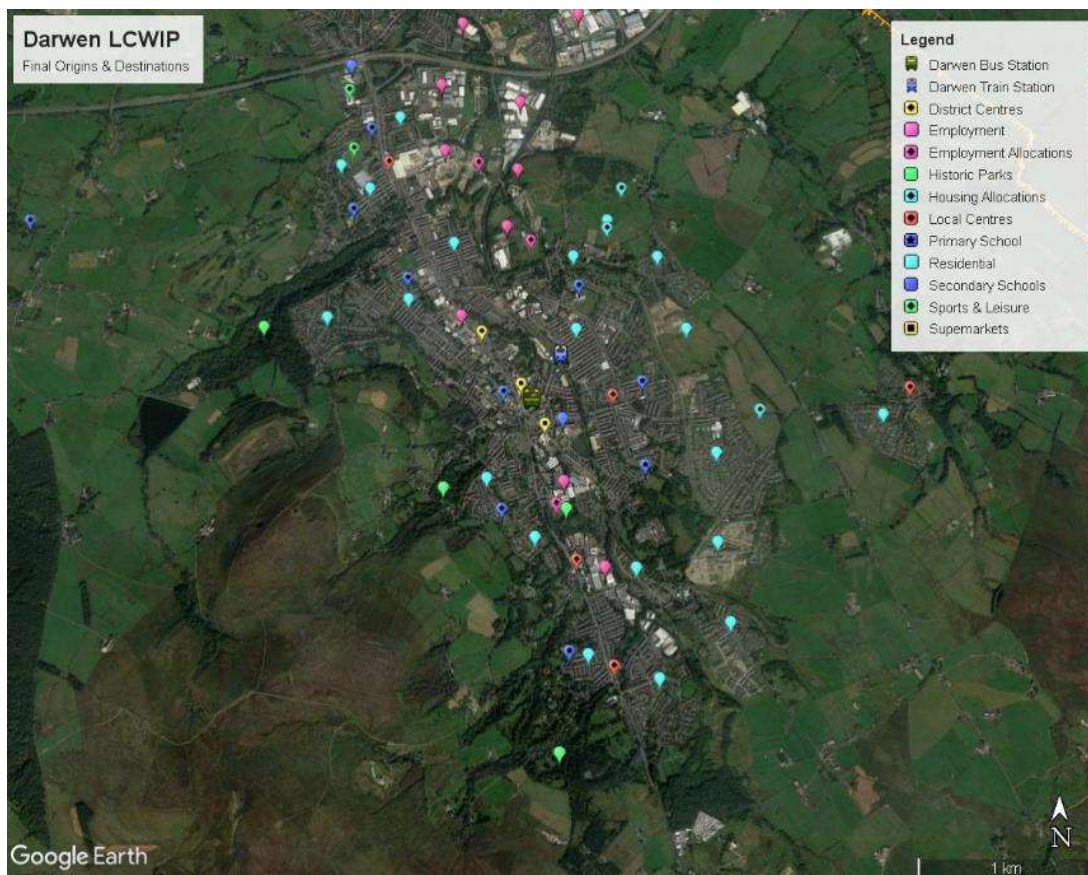 Darwen LCWIP
Final Origins & Destinations
Legend
Darwen Bus Station
Darwen Train Station
District Centres
Employment
Employment Allocations
Historic Parks
Housing Allocations
Local Centres
Primary School
Residential
Secondary Schools
Sports & Leisure
Supemarkets
N
Google Earth
1 km